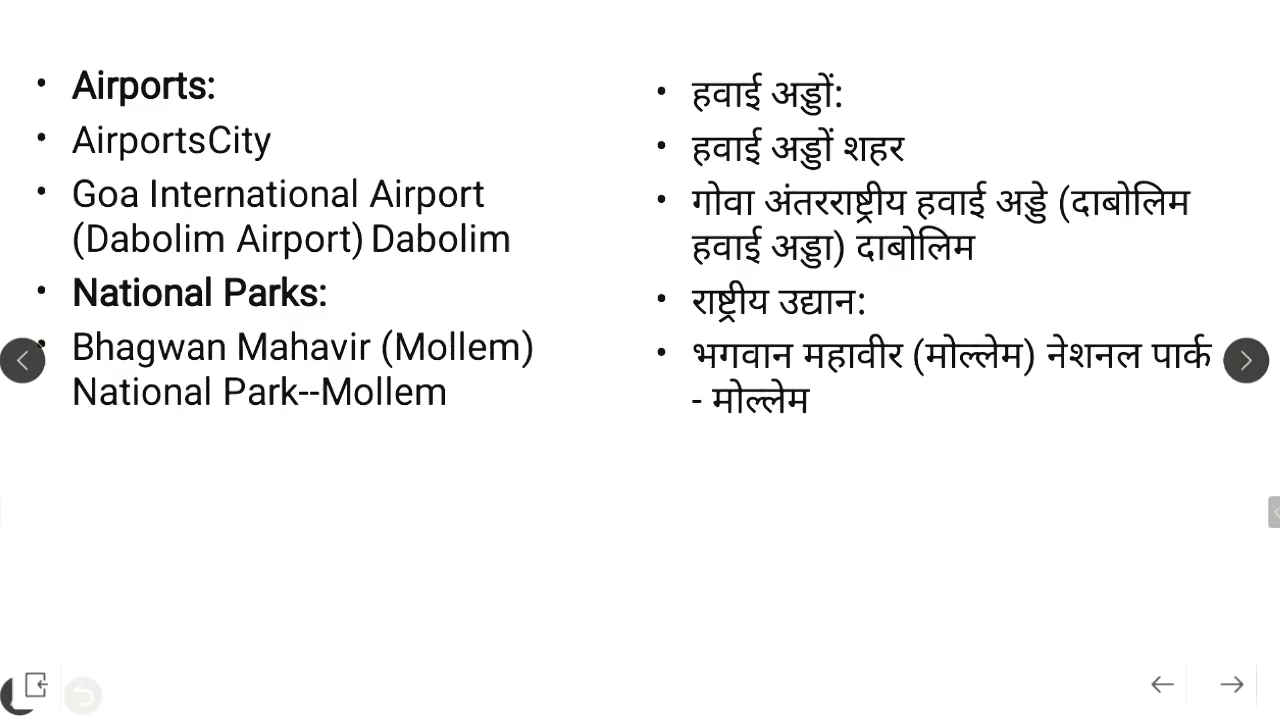 Airports:
AirportsCity
Goa International Airport
(Dabolim Airport) Dabolim
National Parks:
Bhagwan Mahavir (Mollem)
National Park--Mollem
हवाई अड्डों:
हवाई अड्डों शहर
गोवा अंतरराष्ट्रीय हवाई अड्डे (दाबोलिम
हवाई अड्डा) दाबोलिम
राष्ट्रीय उद्यान:
भगवान महावीर (मोल्लेम) नेशनल पार्क
- मोल्लेम